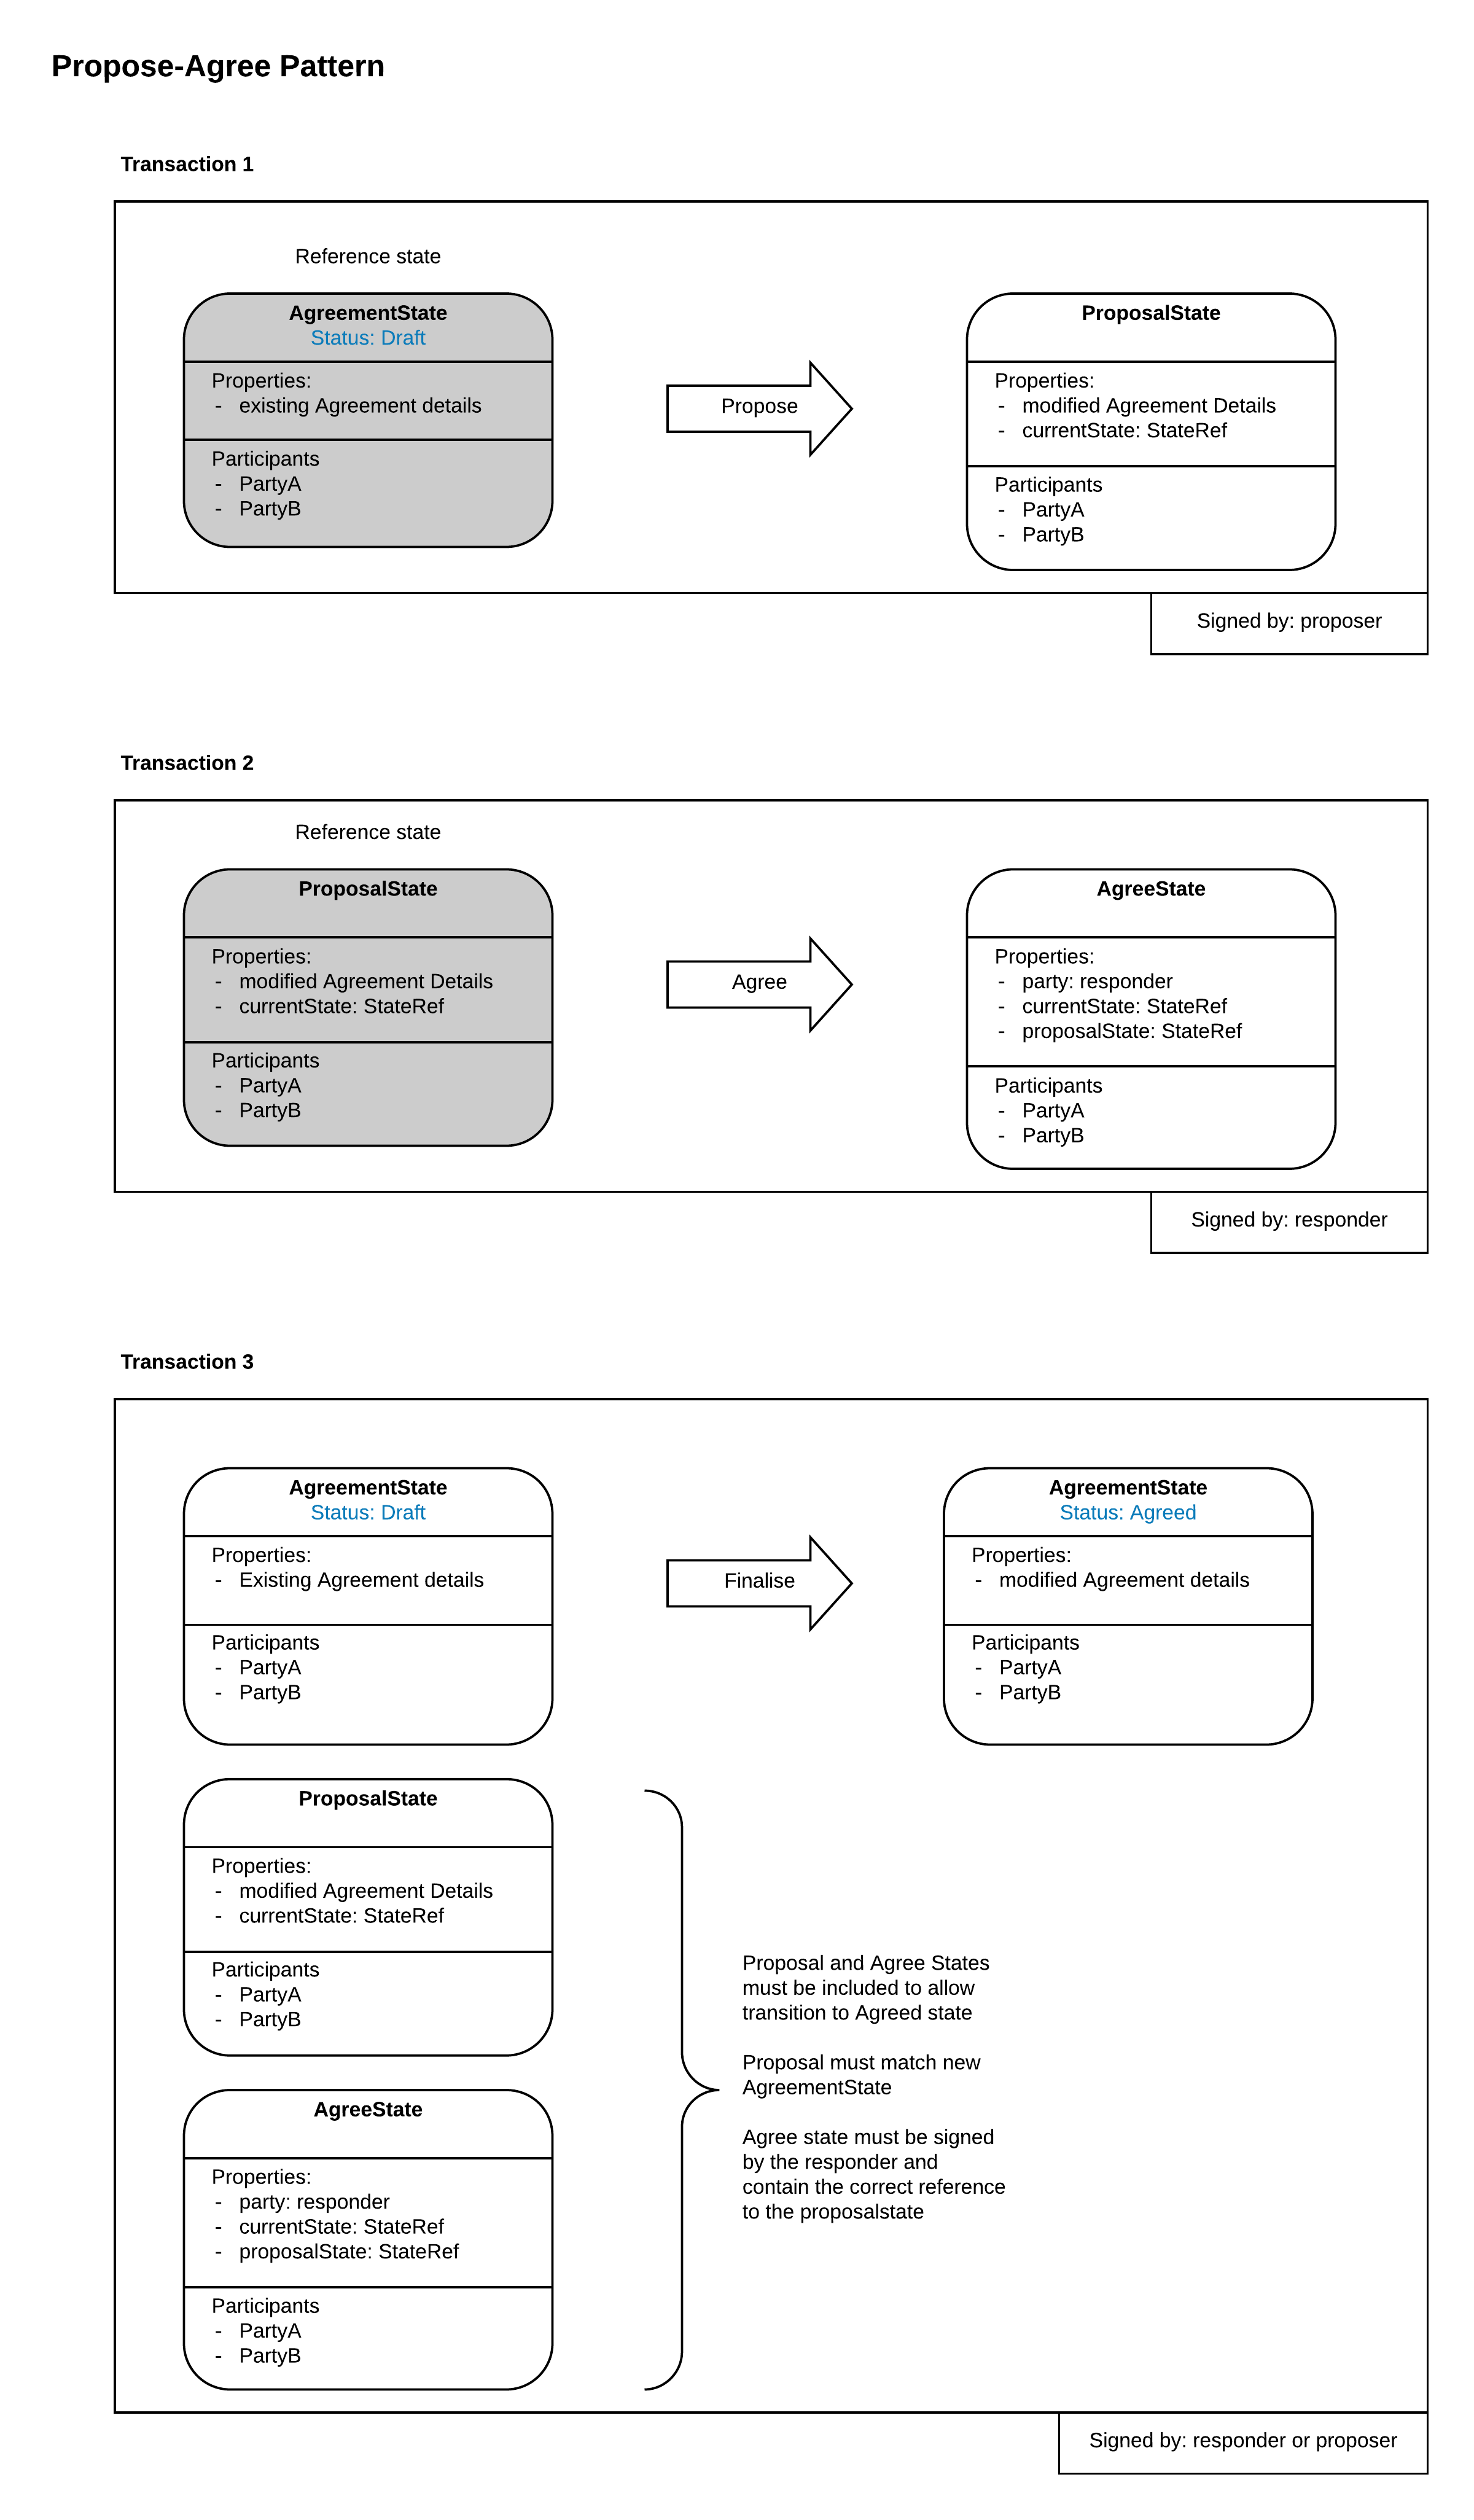 Propose-Agree Pattern
Transaction 1
Reference state
AgreementState
Status: Draft
Properties:
- existing Agreement details
Participants
- PartyA
- PartyB
Propose
ProposalState
Properties:
- modified Agreement Details
- currentState: StateRef
Participants
- PartyA
- PartyB
Signed by: proposer
Transaction 2
Reference state
ProposalState
Properties:
- modified Agreement Details
- currentState: StateRef
Participants
- PartyA
- PartyB
Agree
AgreeState
Properties:
- party: responder
- currentState: StateRef
- proposalState: StateRef
Participants
- PartyA
- PartyB
Signed by: responder
Transaction 3
AgreementState
Status: Draft
Properties:
- Existing Agreement details
Participants
- PartyA
- PartyB
Finalise
AgreementState
Status: Agreed
Properties:
- modified Agreement details
Participants
- PartyA
- PartyB
ProposalState
Properties:
- modified Agreement Details
- currentState: StateRef
Participants
- PartyA
- PartyB
AgreeState
Properties:
- party: responder
- currentState: StateRef
- proposalState: StateRef
Participants
- PartyA
- PartyB
Proposal and Agree States
must be included to allow
transition to Agreed state
Proposal must match new
AgreementState
Agree state must be signed
by the responder and
contain the correct reference
to the proposalstate
Signed by: responder or proposer